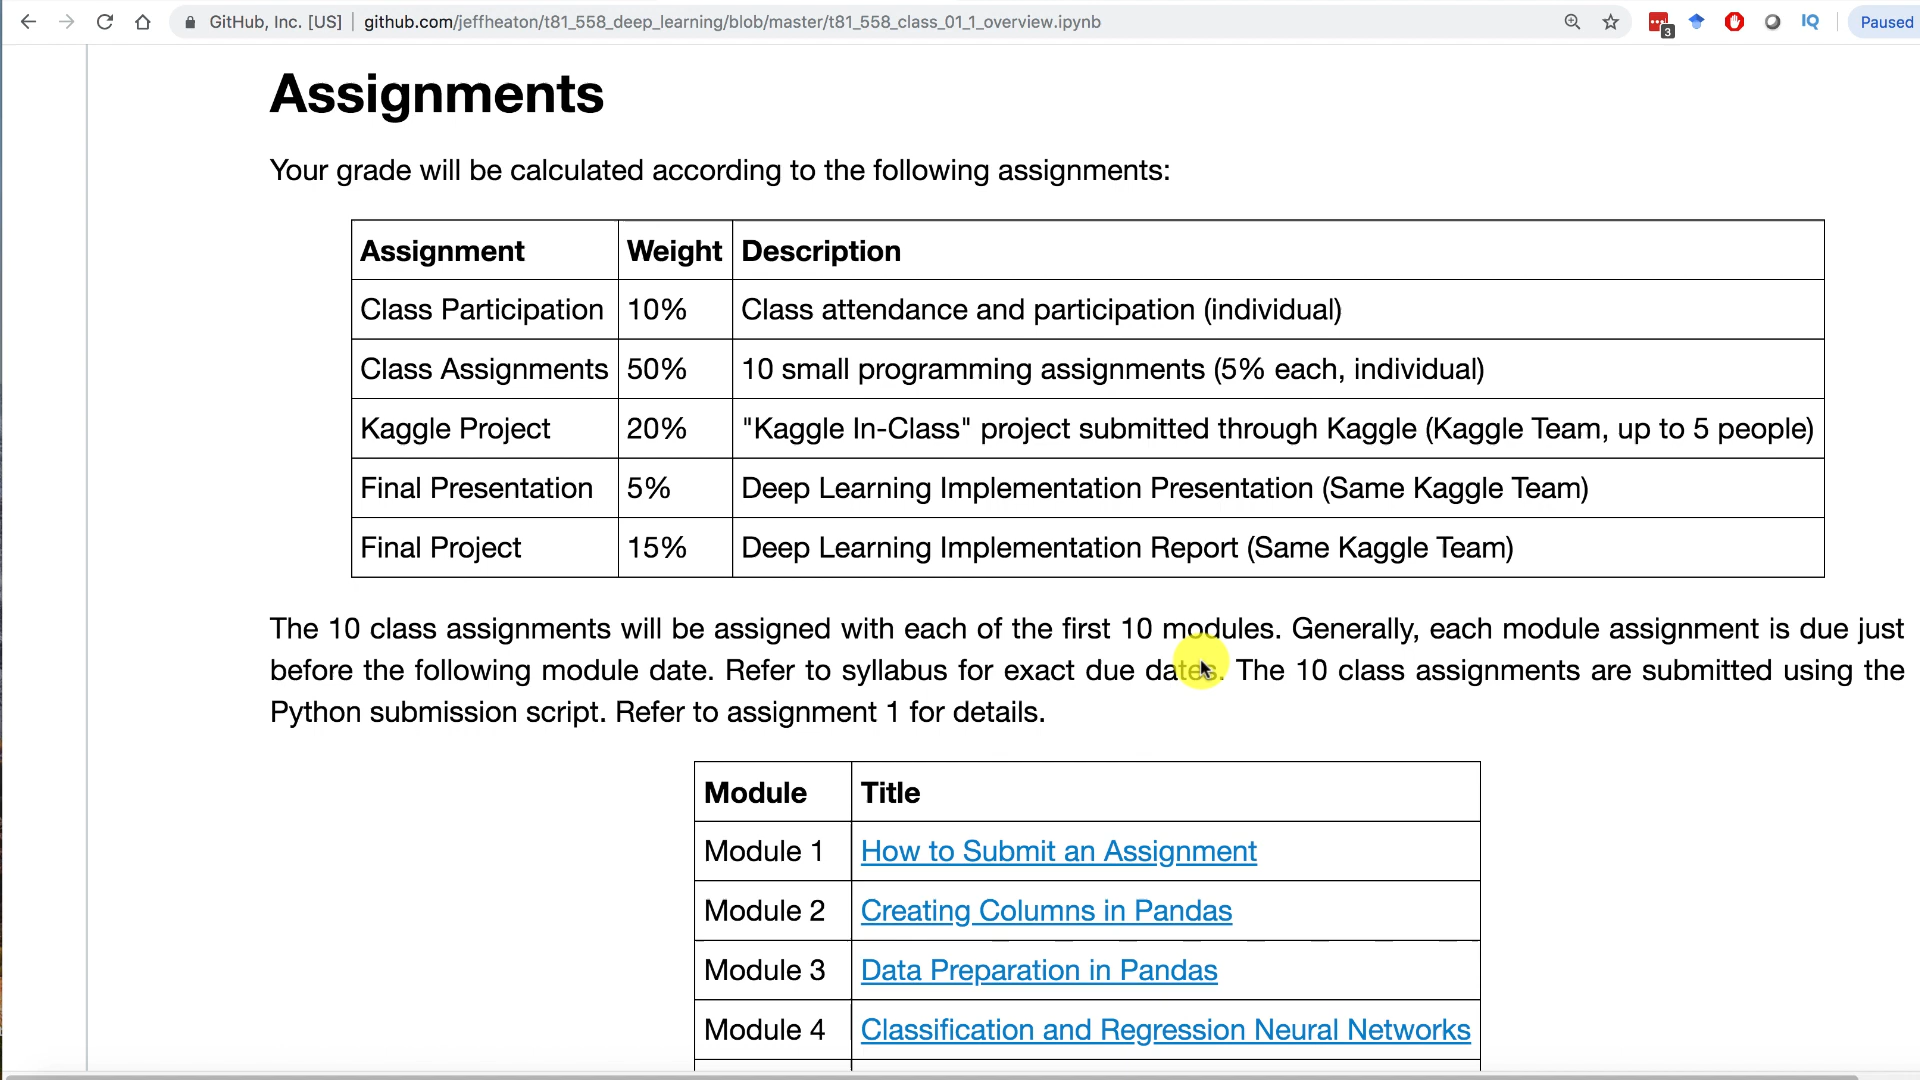 GitHub, Inc. [US] | github.com/jeffheaton/t81_558_deep_learning/blob/master/t81_558_class_01_1_overview.ipynb 3 IQ Paused
Assignments
Your grade will be calculated according to the following assignments:
Assignment Weight Description
Class Participation 10% Class attendance and participation (individual)
Class Assignments 50% 10 small programming assignments (5% each, individual)
Kaggle Project 20% "Kaggle In-Class" project submitted through Kaggle (Kaggle Team, up to 5 people)
Final Presentation 5% Deep Learning Implementation Presentation (Same Kaggle Team)
Final Project 15% Deep Learning Implementation Report (Same Kaggle Team)
The 10 class assignments will be assigned with each of the first 10 modules. Generally, each module assignment is due just
before the following module date. Refer to syllabus for exact due dates. The 10 class assignments are submitted using the
Python submission script. Refer to assignment 1 for details.
Module Title
Module 1 How to Submit an Assignment
Module 2 Creating Columns in Pandas
Module 3 Data Preparation in Pandas
Module 4 Classification and Regression Neural Networks